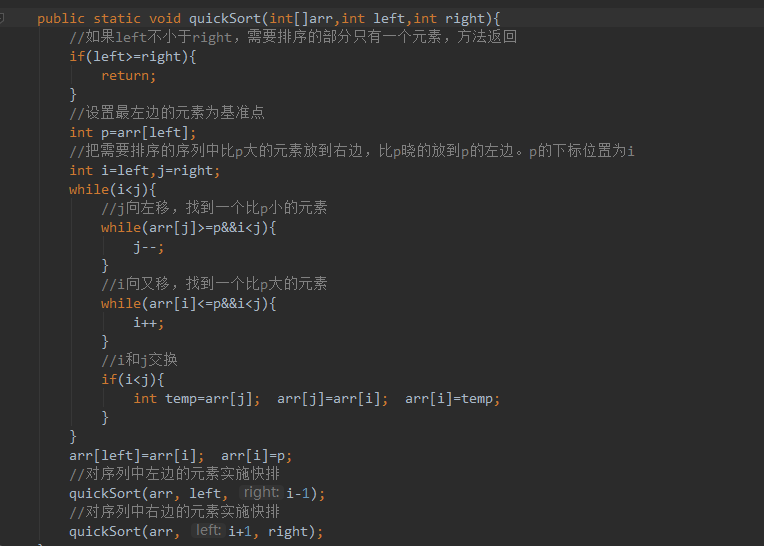 public static void quickSort(int[]arr,int left,int right){
//如果left不小于right，需要排序的部分只有一个元素，方法返回
if(left>=right){
return;
}
//设置最左边的元素为基准点
int p=arr[left];
//把需要排序的序列中比p大的元素放到右边，比p晓的放到p的左边。p的下标位置为i
int i=left,j=right;
while(i<j){
//j向左移，找到一个比p小的元素
while(arr[j]>=p&&i<j){
j--;
}
//i向又移，找到一个比p大的元素
while(arr[i]<=p&&i<j){
i++;
}
//i和j交换
if(i<j){
int temp=arr[j];  arr[j]=arr[i];  arr[i]=temp;
}
}
arr[left]=arr[i];  arr[i]=p;
//对序列中左边的元素实施快排
quickSort(arr, left, right: i-1);
//对序列中右边的元素实施快排
quickSort(arr, left: i+1, right);